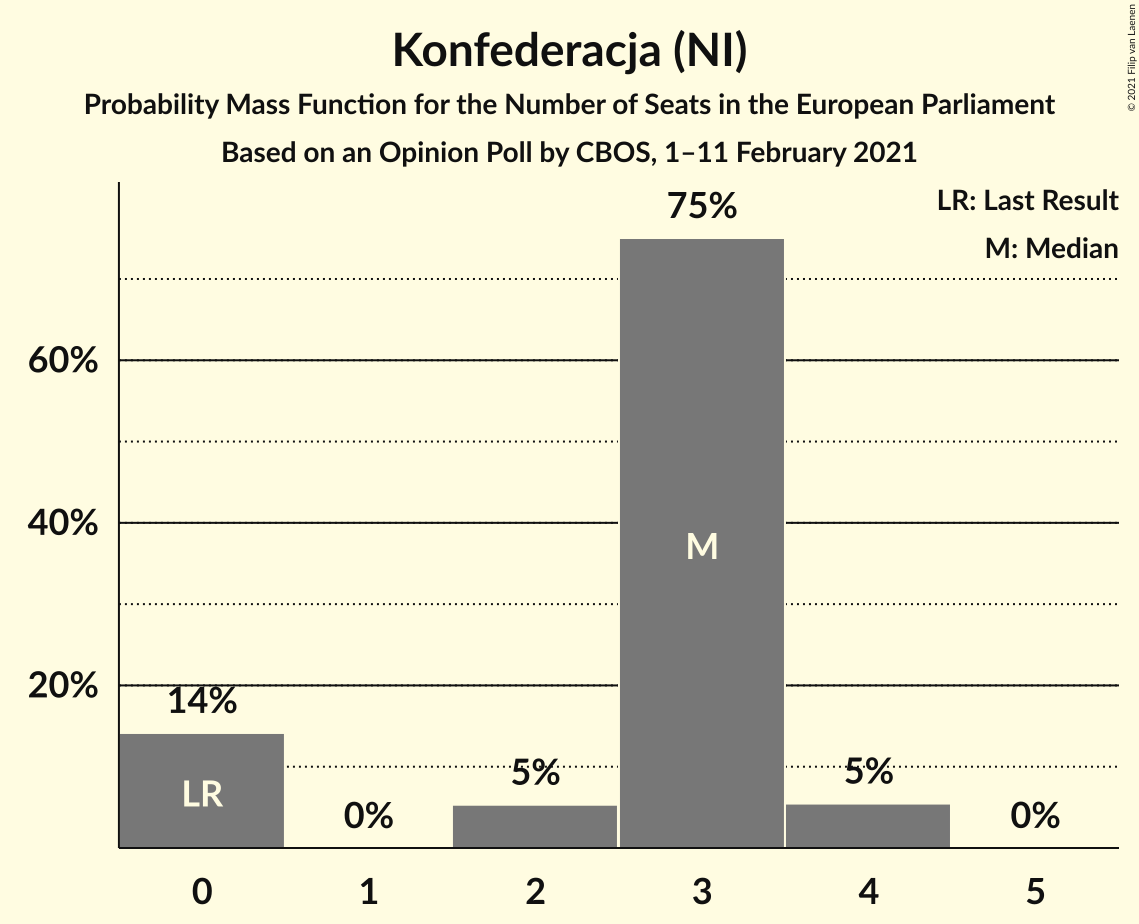 Konfederacja (NI)
Probability Mass Function for the Number of Seats in the European Parliament
Based on an Opinion Poll by CBOS, 1–11 February 2021
© 2021 Filip van Laenen
LR: Last Result
M: Median
75%
60%
40%
M
20%
14%
LR
0%
5%
5%
0%
0 1 2 3 4 5